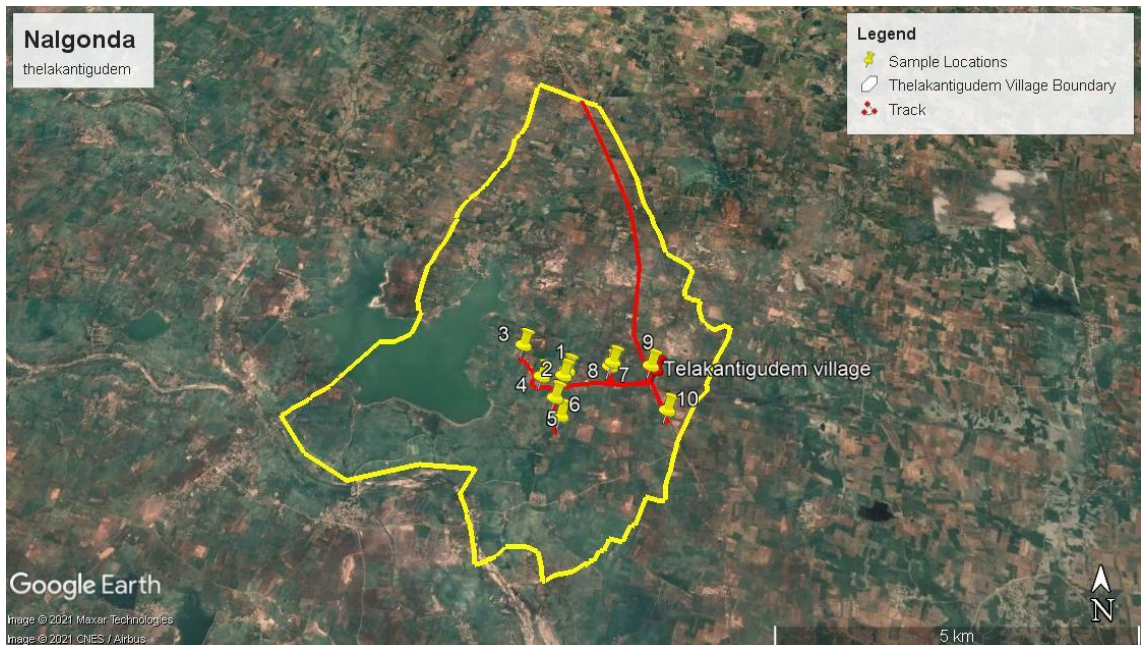 Nalgonda
thelakantigudem
Legend
Sample Locations
Thelakantigudem Village Boundary
Track
3
1
2
4
8
7
9
Telakantigudem village
10
6
5
Google Earth
Image © 2021 Maxar Technologies
Image © 2021 CNES / Airbus
N
5 km